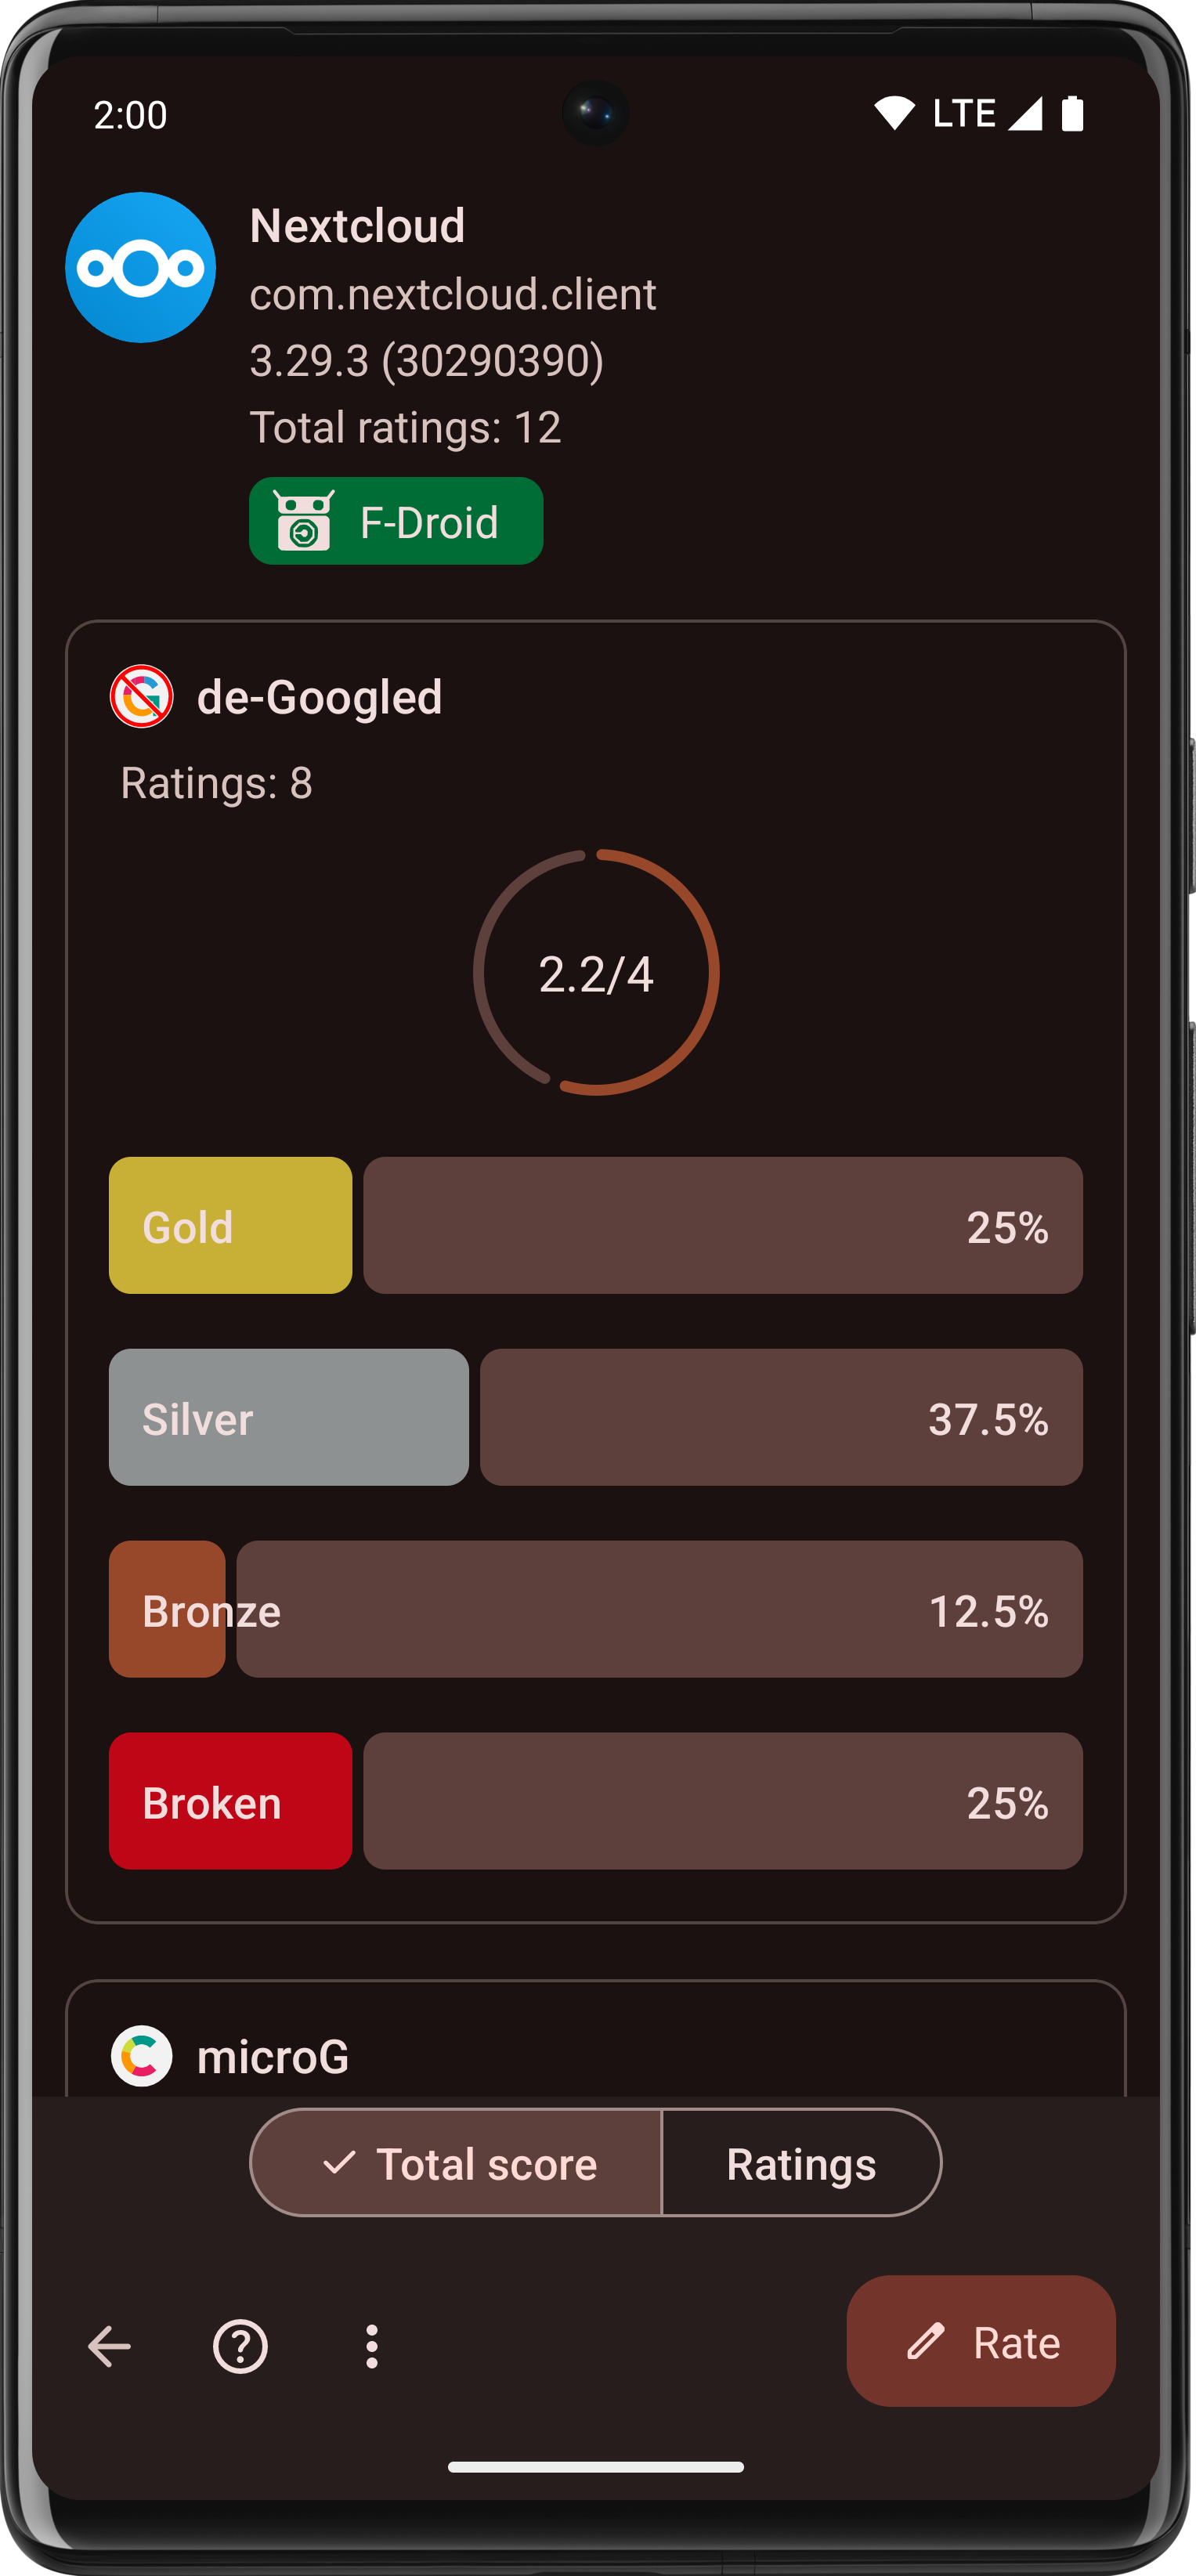 2:00
LTE
Nextcloud
com.nextcloud.client
3.29.3 (30290390)
Total ratings: 12
F-Droid
de-Googled
Ratings: 8
2.2/4
Gold 25%
Silver 37.5%
Bronze 12.5%
Broken 25%
microG
Total score Ratings
Rate